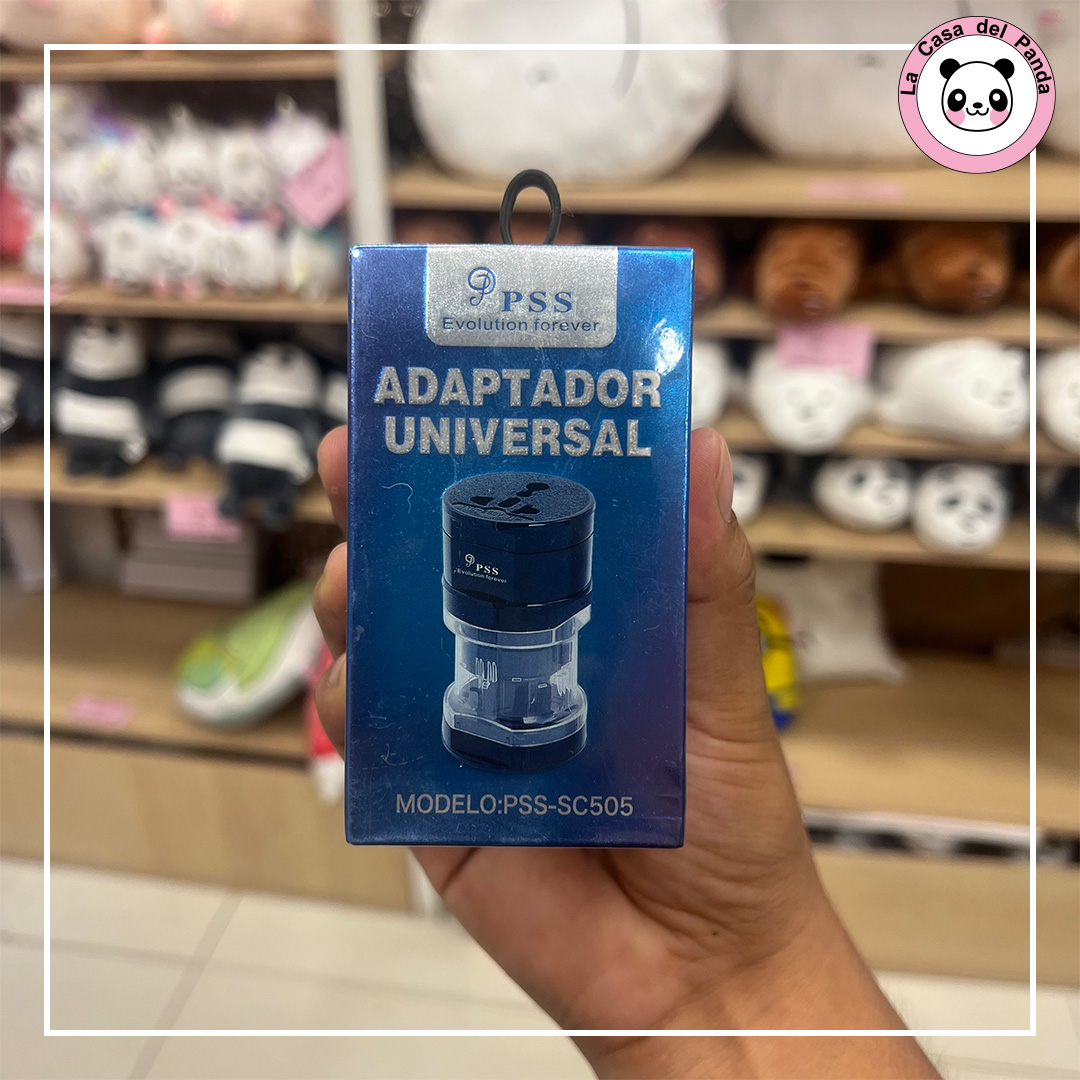 La Casa del Panda
PSS
Evolution forever
ADAPTADOR
UNIVERSAL
PSS
Evolution forever
MODELO:PSS-SC505